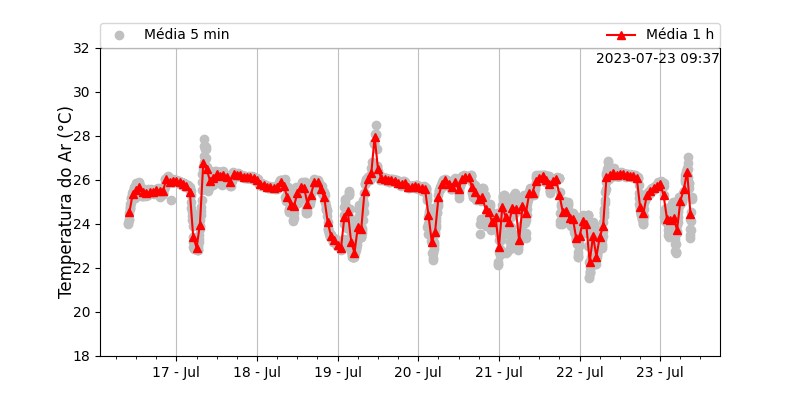 Média 5 min
Média 1 h
2023-07-23 09:37
Temperatura do Ar (°C)
32
30
28
26
24
22
20
18
17 - Jul
18 - Jul
19 - Jul
20 - Jul
21 - Jul
22 - Jul
23 - Jul